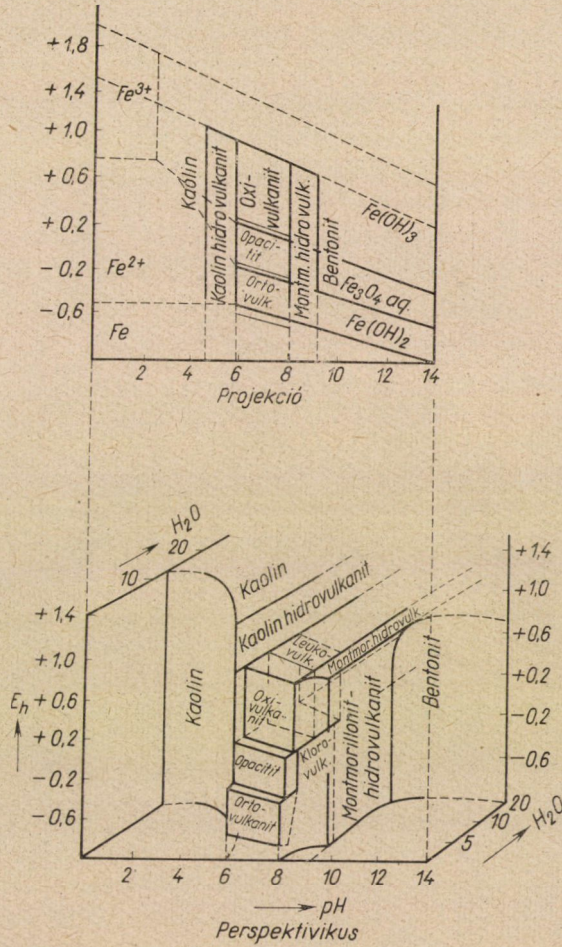 + 1,8
+ 1,4
+ 1,0
+ 0,6
+ 0,2
− 0,2
− 0,6
Fe3+
Fe2+
Fe
Kaolin
Kaolin hidrovulkanit
Oxi-
vulkanit
Opaci-
tit
Orto-
vulk.
Montm. hidrovulk.
Bentonit
Fe(OH)3
Fe3O4 aq.
Fe(OH)2
2 4 6 8 10 12 14
Projekció
H2O
20
10
+ 1,4
+ 1,0
Eh + 0,6
+ 0,2
− 0,2
− 0,6
Kaolin
Kaolin
Kaolin hidrovulkanit
Leuko-
vulk.
Montmor. hidrovulk.
Oxi-
vulka-
nit
Opacitit
Orto-
vulkanit
Kloro-
vulk.
Montmorillonit-
hidrovulkanit
Bentonit
+ 1,4
+ 1,0
+ 0,6
+ 0,2
− 0,2
− 0,6
20
10
5
H2O
2 4 6 8 10 12 14
pH
Perspektivikus